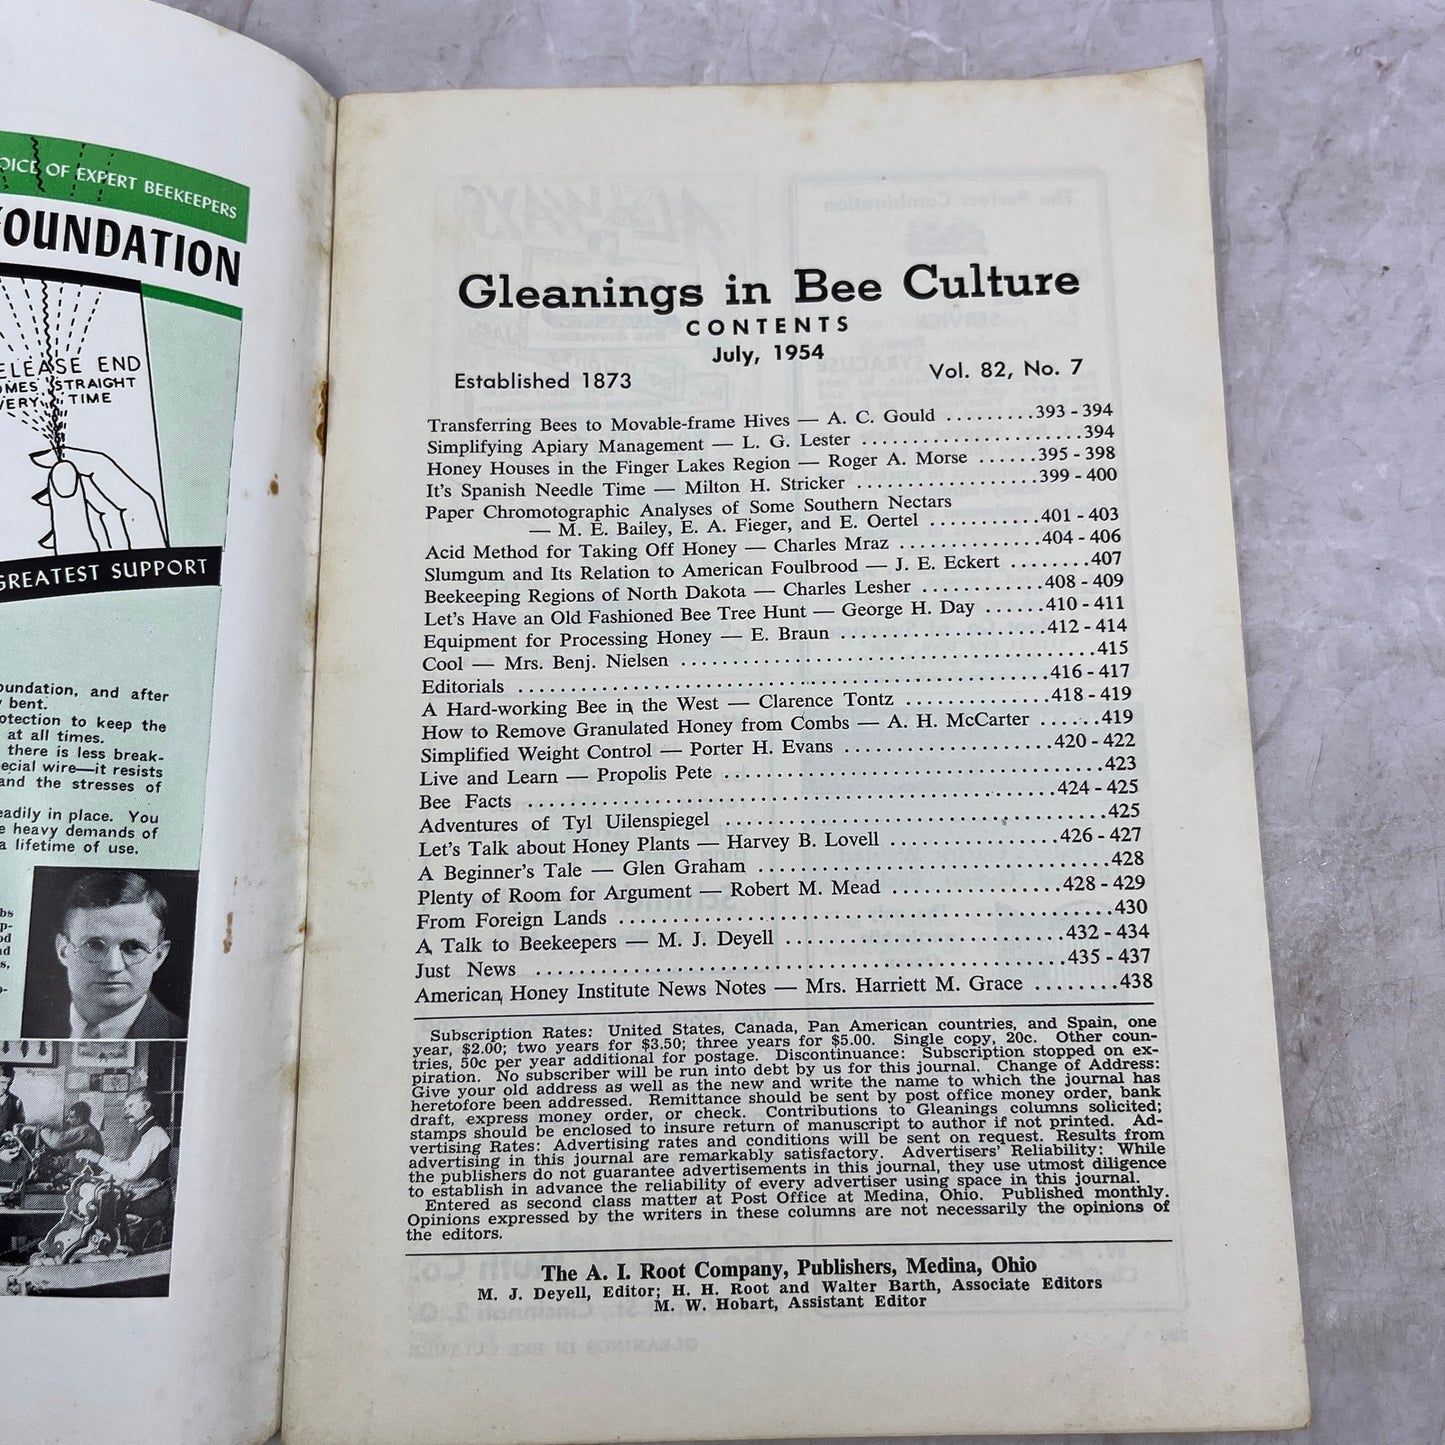 OF EXPERT BEEKEEPERS
FOUNDATION
RELEASE END
COMES STRAIGHT
EVERY TIME
GREATEST SUPPORT
foundation, and after
bent.
protection to keep the
at all times.
there is less break-
special wire—it resists
and the stresses of
readily in place. You
heavy demands of
a lifetime of use.
Gleanings in Bee Culture
CONTENTS
July, 1954
Established 1873
Vol. 82, No. 7
Transferring Bees to Movable-frame Hives — A. C. Gould .........393 - 394
Simplifying Apiary Management — L. G. Lester ......................394
Honey Houses in the Finger Lakes Region — Roger A. Morse ......395 - 398
It's Spanish Needle Time — Milton H. Stricker ..................399 - 400
Paper Chromotographic Analyses of Some Southern Nectars
— M. E. Bailey, E. A. Fieger, and E. Oertel ...........401 - 403
Acid Method for Taking Off Honey — Charles Mraz ..............404 - 406
Slumgum and Its Relation to American Foulbrood — J. E. Eckert ........407
Beekeeping Regions of North Dakota — Charles Lesher ............408 - 409
Let's Have an Old Fashioned Bee Tree Hunt — George H. Day ......410 - 411
Equipment for Processing Honey — E. Braun ....................412 - 414
Cool — Mrs. Benj. Nielsen .........................................415
Editorials .....................................................416 - 417
A Hard-working Bee in the West — Clarence Tontz ...............418 - 419
How to Remove Granulated Honey from Combs — A. H. McCarter ......419
Simplified Weight Control — Porter H. Evans .....................420 - 422
Live and Learn — Propolis Pete ......................................423
Bee Facts .....................................................424 - 425
Adventures of Tyl Uilenspiegel .......................................425
Let's Talk about Honey Plants — Harvey B. Lovell .................426 - 427
A Beginner's Tale — Glen Graham ...................................428
Plenty of Room for Argument — Robert M. Mead .................428 - 429
From Foreign Lands ................................................430
A Talk to Beekeepers — M. J. Deyell ...........................432 - 434
Just News .....................................................435 - 437
American Honey Institute News Notes — Mrs. Harriett M. Grace ........438
Subscription Rates: United States, Canada, Pan American countries, and Spain, one
year, $2.00; two years for $3.50; three years for $5.00. Single copy, 20c. Other coun-
tries, 50c per year additional for postage. Discontinuance: Subscription stopped on ex-
piration. No subscriber will be run into debt by us for this journal. Change of Address:
Give your old address as well as the new and write the name to which the journal has
heretofore been addressed. Remittance should be sent by post office money order, bank
draft, express money order, or check. Contributions to Gleanings columns solicited;
stamps should be enclosed to insure return of manuscript to author if not printed. Ad-
vertising Rates: Advertising rates and conditions will be sent on request. Results from
advertising in this journal are remarkably satisfactory. Advertisers' Reliability: While
the publishers do not guarantee advertisements in this journal, they use utmost diligence
to establish in advance the reliability of every advertiser using space in this journal.
Entered as second class matter at Post Office at Medina, Ohio. Published monthly.
Opinions expressed by the writers in these columns are not necessarily the opinions of
the editors.
The A. I. Root Company, Publishers, Medina, Ohio
M. J. Deyell, Editor; H. H. Root and Walter Barth, Associate Editors
M. W. Hobart, Assistant Editor